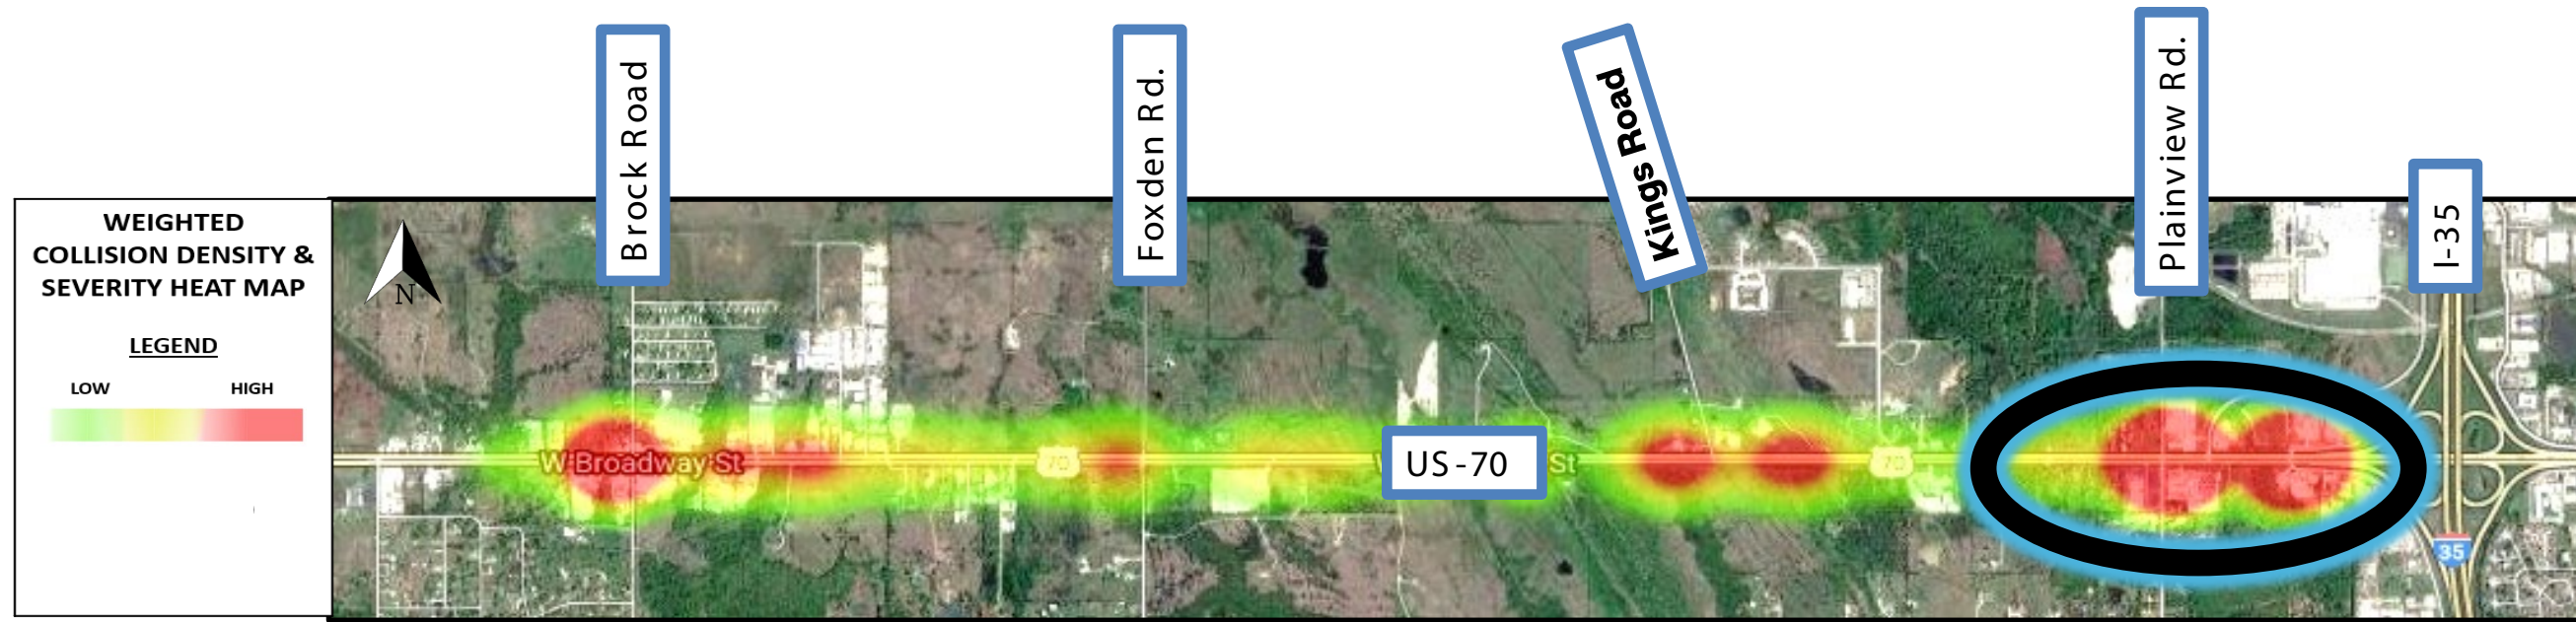 WEIGHTED
COLLISION DENSITY &
SEVERITY HEAT MAP
LEGEND
LOW HIGH
N
Brock Road
Foxden Rd.
Kings Road
Plainview Rd.
I-35
W Broadway St
70
US-70
St
70
35